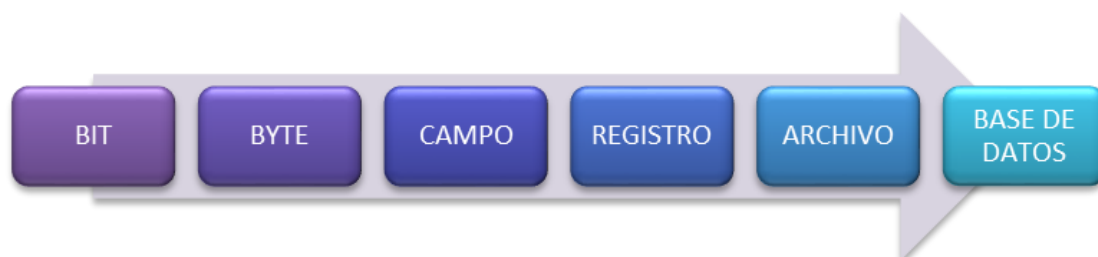 BIT
BYTE
CAMPO
REGISTRO
ARCHIVO
BASE DE
DATOS